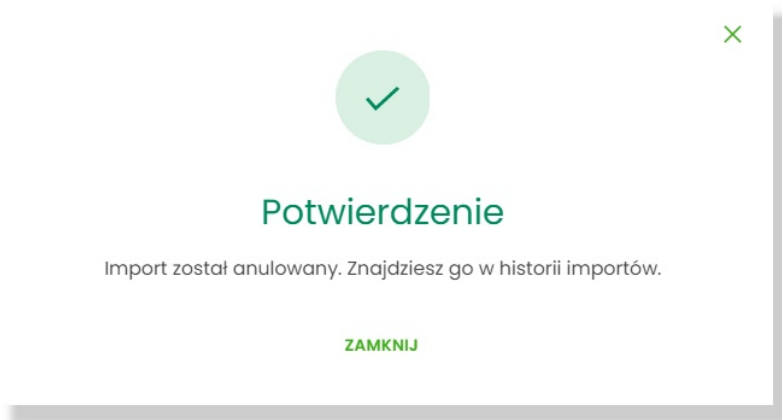 Potwierdzenie
Import został anulowany. Znajdziesz go w historii importów.
ZAMKNIJ